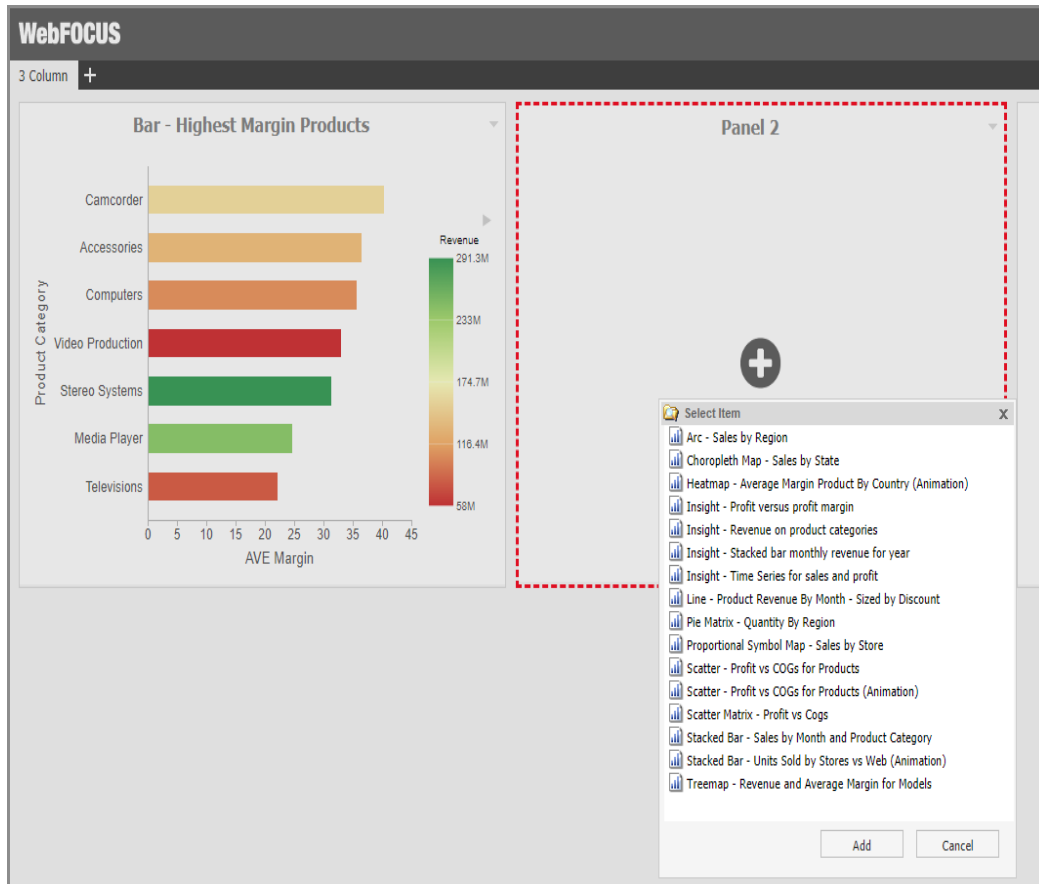 WebFOCUS
3 Column
Bar - Highest Margin Products
Product Category
Camcorder
Accessories
Computers
Video Production
Stereo Systems
Media Player
Televisions
0 5 10 15 20 25 30 35 40 45
AVE Margin
Revenue
291.3M
233M
174.7M
116.4M
58M
Panel 2
Select Item X
Arc - Sales by Region
Choropleth Map - Sales by State
Heatmap - Average Margin Product By Country (Animation)
Insight - Profit versus profit margin
Insight - Revenue on product categories
Insight - Stacked bar monthly revenue for year
Insight - Time Series for sales and profit
Line - Product Revenue By Month - Sized by Discount
Pie Matrix - Quantity By Region
Proportional Symbol Map - Sales by Store
Scatter - Profit vs COGs for Products
Scatter - Profit vs COGs for Products (Animation)
Scatter Matrix - Profit vs Cogs
Stacked Bar - Sales by Month and Product Category
Stacked Bar - Units Sold by Stores vs Web (Animation)
Treemap - Revenue and Average Margin for Models
Add Cancel